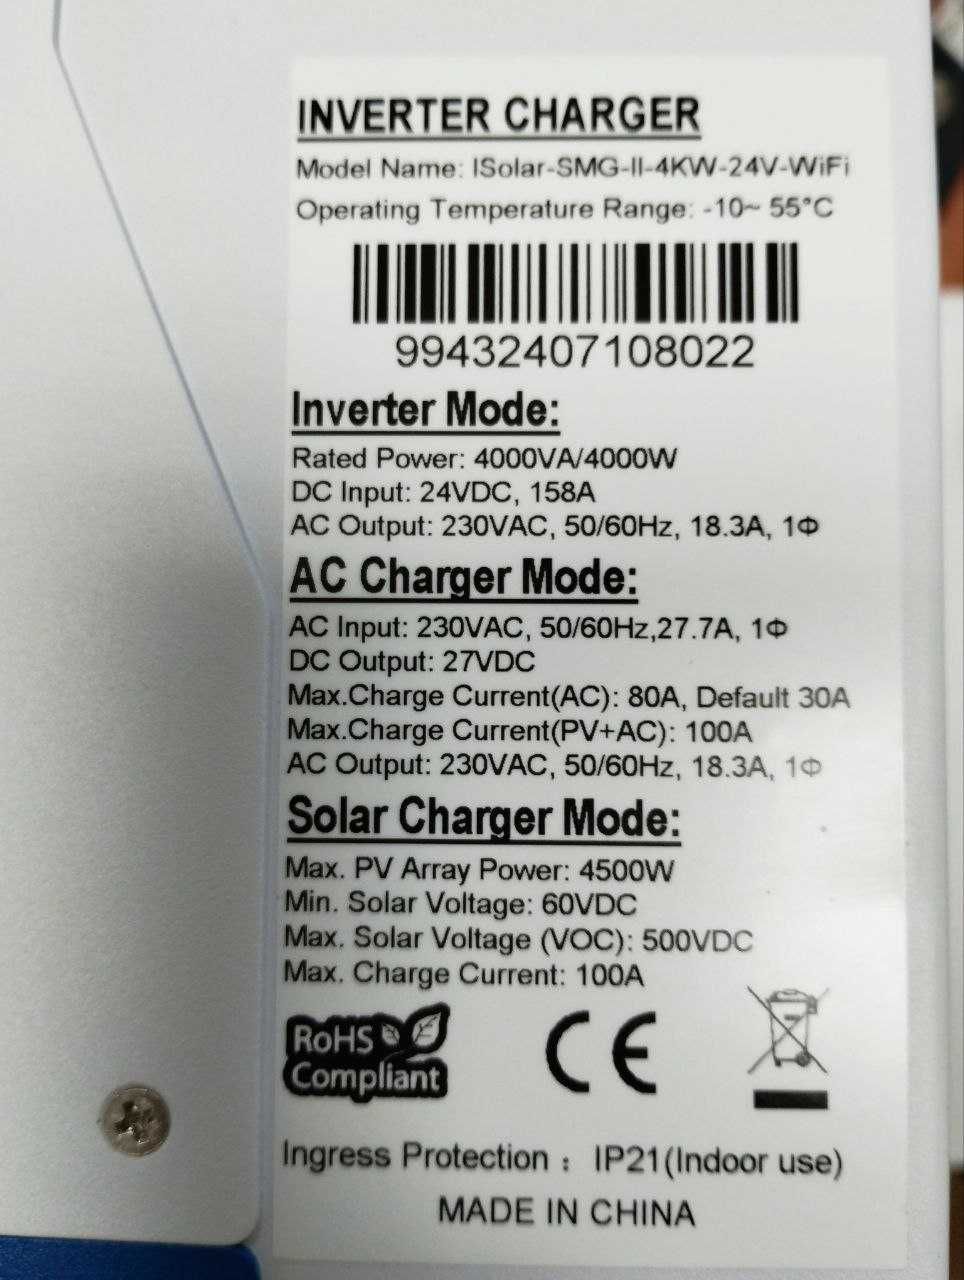 INVERTER CHARGER
Model Name: ISolar-SMG-II-4KW-24V-WiFi
Operating Temperature Range: -10~ 55°C
99432407108022
Inverter Mode:
Rated Power: 4000VA/4000W
DC Input: 24VDC, 158A
AC Output: 230VAC, 50/60Hz, 18.3A, 1Φ
AC Charger Mode:
AC Input: 230VAC, 50/60Hz,27.7A, 1Φ
DC Output: 27VDC
Max.Charge Current(AC): 80A, Default 30A
Max.Charge Current(PV+AC): 100A
AC Output: 230VAC, 50/60Hz, 18.3A, 1Φ
Solar Charger Mode:
Max. PV Array Power: 4500W
Min. Solar Voltage: 60VDC
Max. Solar Voltage (VOC): 500VDC
Max. Charge Current: 100A
RoHS
Compliant
CE
Ingress Protection : IP21(Indoor use)
MADE IN CHINA